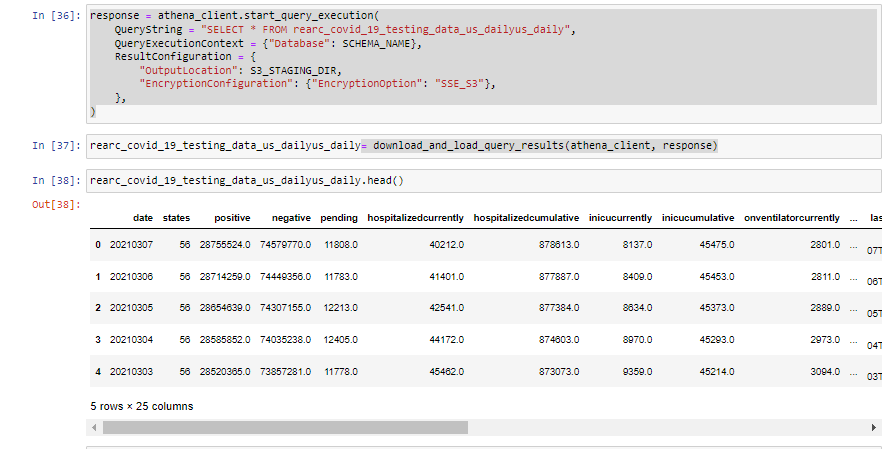 In [36]: response = athena_client.start_query_execution(
QueryString = "SELECT * FROM rearc_covid_19_testing_data_us_dailyus_daily",
QueryExecutionContext = {"Database": SCHEMA_NAME},
ResultConfiguration = {
"OutputLocation": S3_STAGING_DIR,
"EncryptionConfiguration": {"EncryptionOption": "SSE_S3"},
},
)
In [37]: rearc_covid_19_testing_data_us_dailyus_daily= download_and_load_query_results(athena_client, response)
In [38]: rearc_covid_19_testing_data_us_dailyus_daily.head()
Out[38]:
date states positive negative pending hospitalizedcurrently hospitalizedcumulative inicucurrently inicucumulative onventilatorcurrently ... las
0 20210307 56 28755524.0 74579770.0 11808.0 40212.0 878613.0 8137.0 45475.0 2801.0 ... 07T
1 20210306 56 28714259.0 74449356.0 11783.0 41401.0 877887.0 8409.0 45453.0 2811.0 ... 06T
2 20210305 56 28654639.0 74307155.0 12213.0 42541.0 877384.0 8634.0 45373.0 2889.0 ... 05T
3 20210304 56 28585852.0 74035238.0 12405.0 44172.0 874603.0 8970.0 45293.0 2973.0 ... 04T
4 20210303 56 28520365.0 73857281.0 11778.0 45462.0 873073.0 9359.0 45214.0 3094.0 ... 03T
5 rows × 25 columns